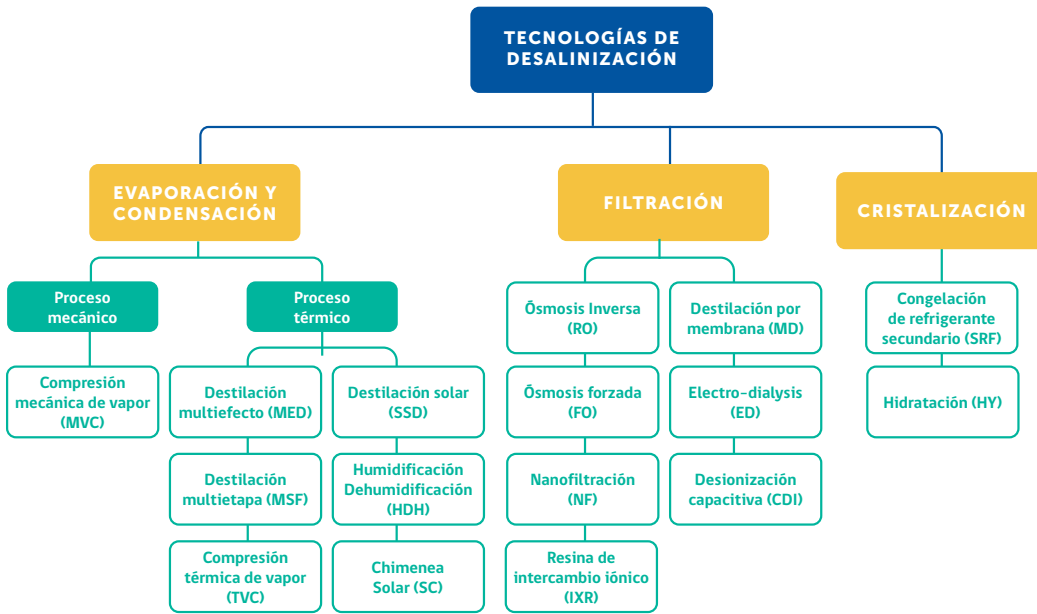 TECNOLOGÍAS DE
DESALINIZACIÓN
EVAPORACIÓN Y
CONDENSACIÓN
FILTRACIÓN
CRISTALIZACIÓN
Proceso
mecánico
Proceso
térmico
Compresión
mecánica de vapor
(MVC)
Destilación
multiefecto (MED)
Destilación solar
(SSD)
Destilación
multietapa (MSF)
Humidificación
Dehumidificación
(HDH)
Compresión
térmica de vapor
(TVC)
Chimenea
Solar (SC)
Ósmosis Inversa
(RO)
Destilación por
membrana (MD)
Ósmosis forzada
(FO)
Electro-dialysis
(ED)
Nanofiltración
(NF)
Desionización
capacitiva (CDI)
Resina de
intercambio iónico
(IXR)
Congelación
de refrigerante
secundario (SRF)
Hidratación (HY)